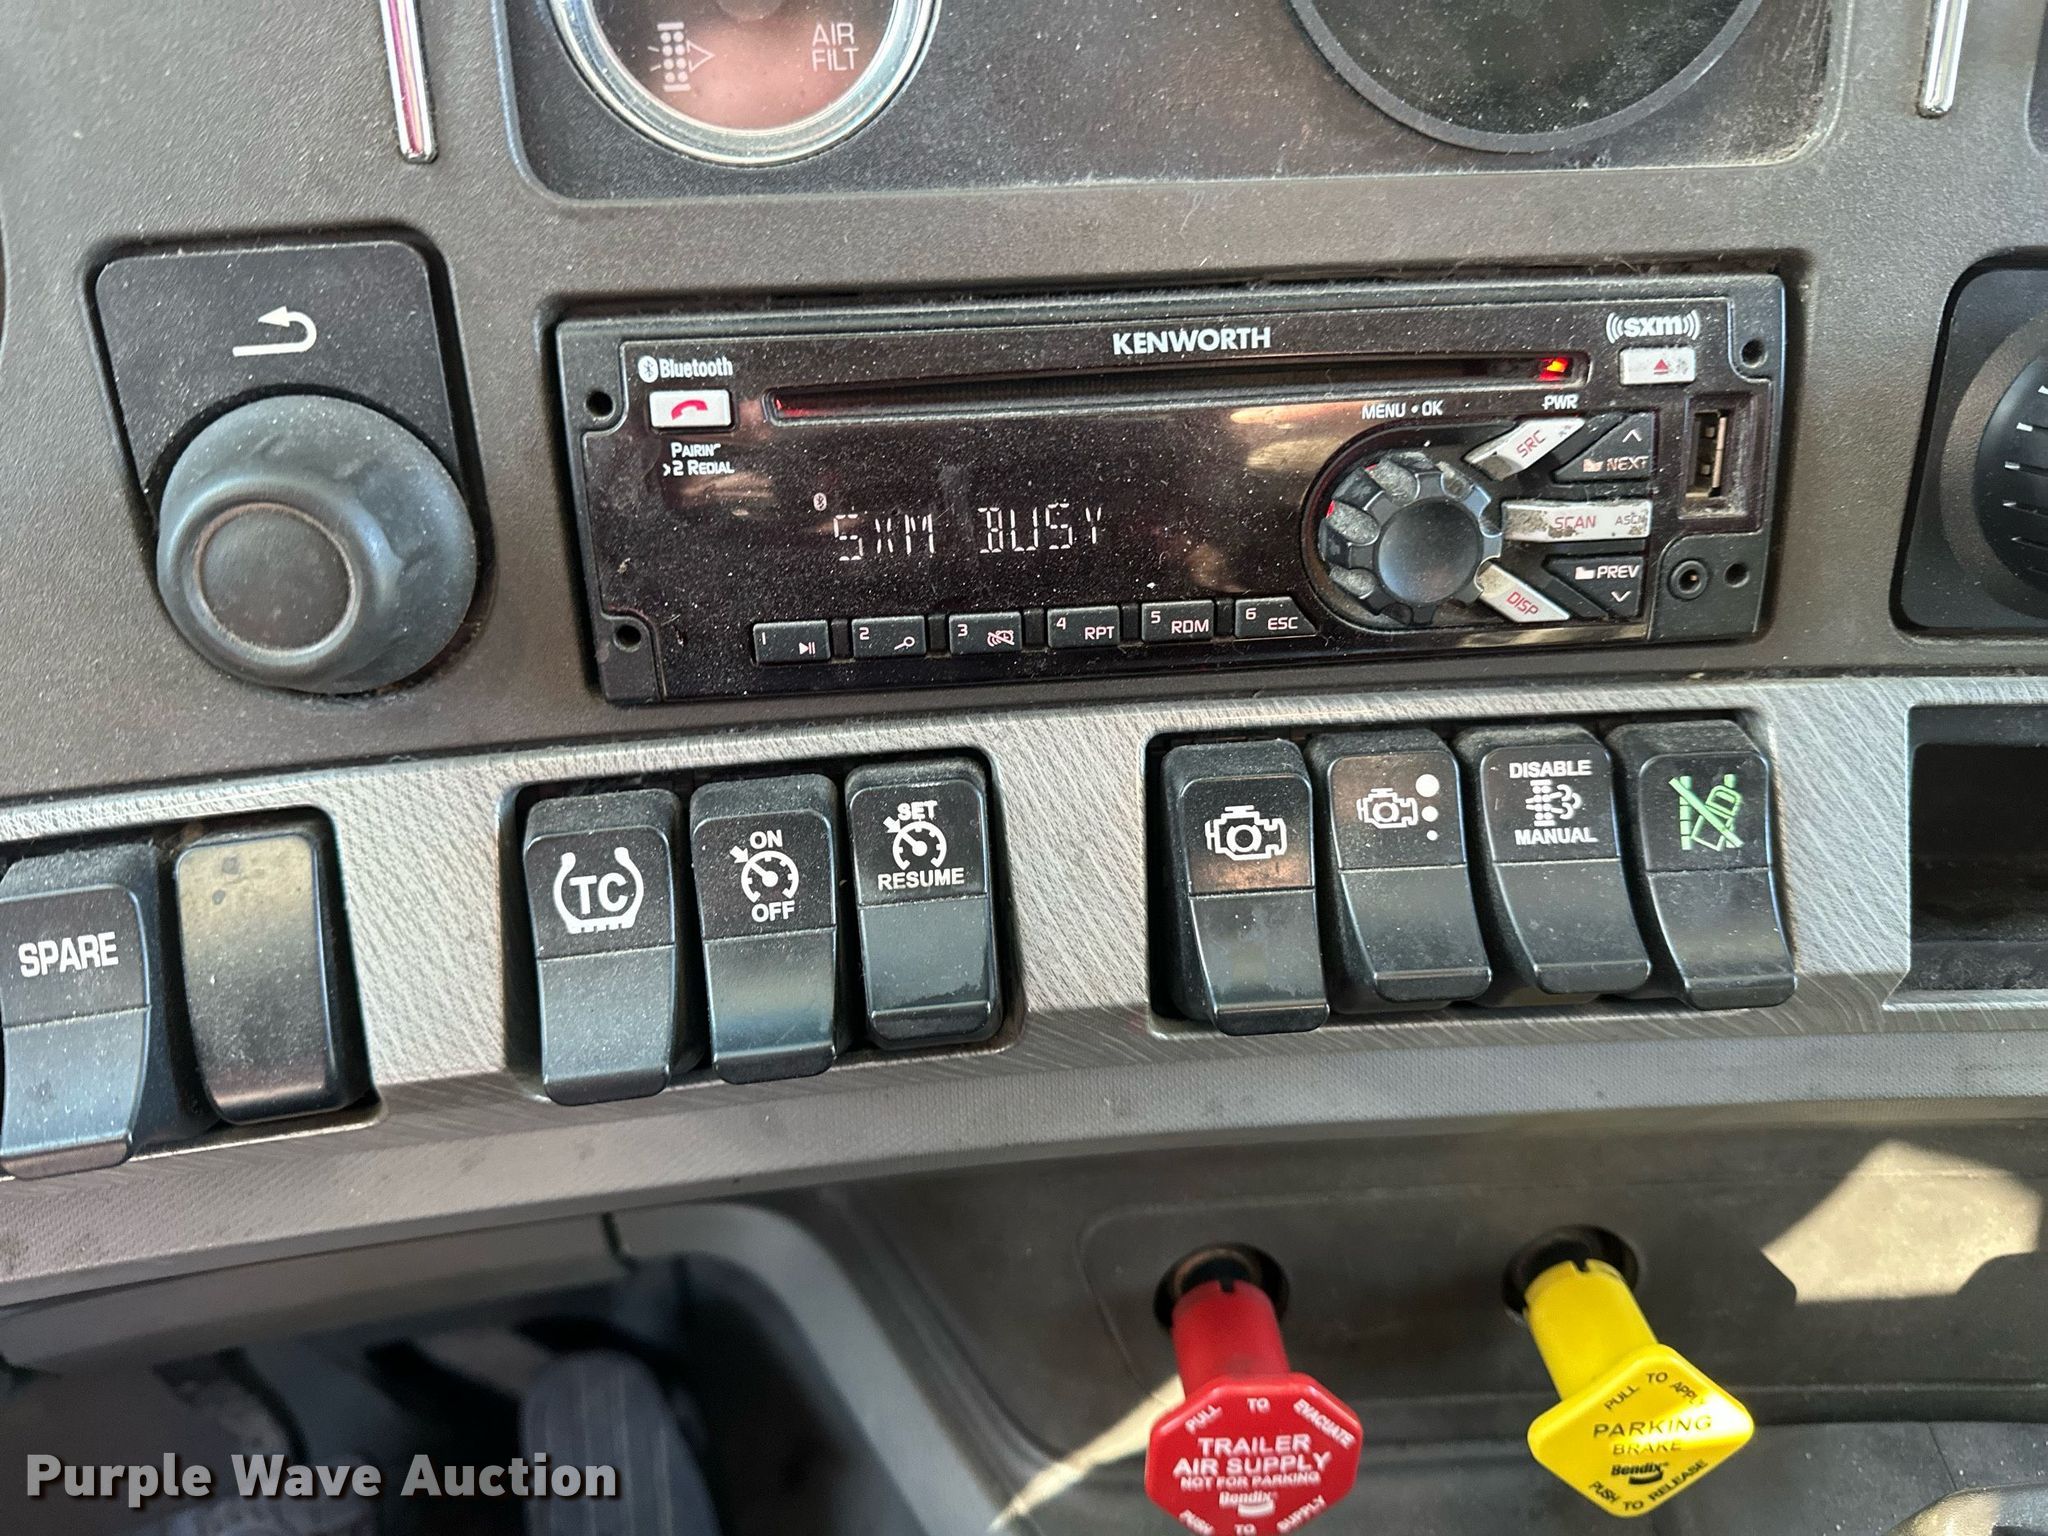 AIR
FILT
KENWORTH
((sxm))
Bluetooth
MENU • OK
PWR
SRC
NEXT
>2 REDIAL
SXM BUSY
SCAN
PREV
DISP
1
2
3
4 RPT
5 RDM
6 ESC
SPARE
TC
ON
OFF
SET
RESUME
DISABLE
MANUAL
PULL TO EVACUATE
TRAILER
AIR SUPPLY
NOT FOR PARKING
Bendix
PUSH TO SUPPLY
PULL TO APPLY
PARKING
BRAKE
Bendix
PUSH TO RELEASE
Purple Wave Auction